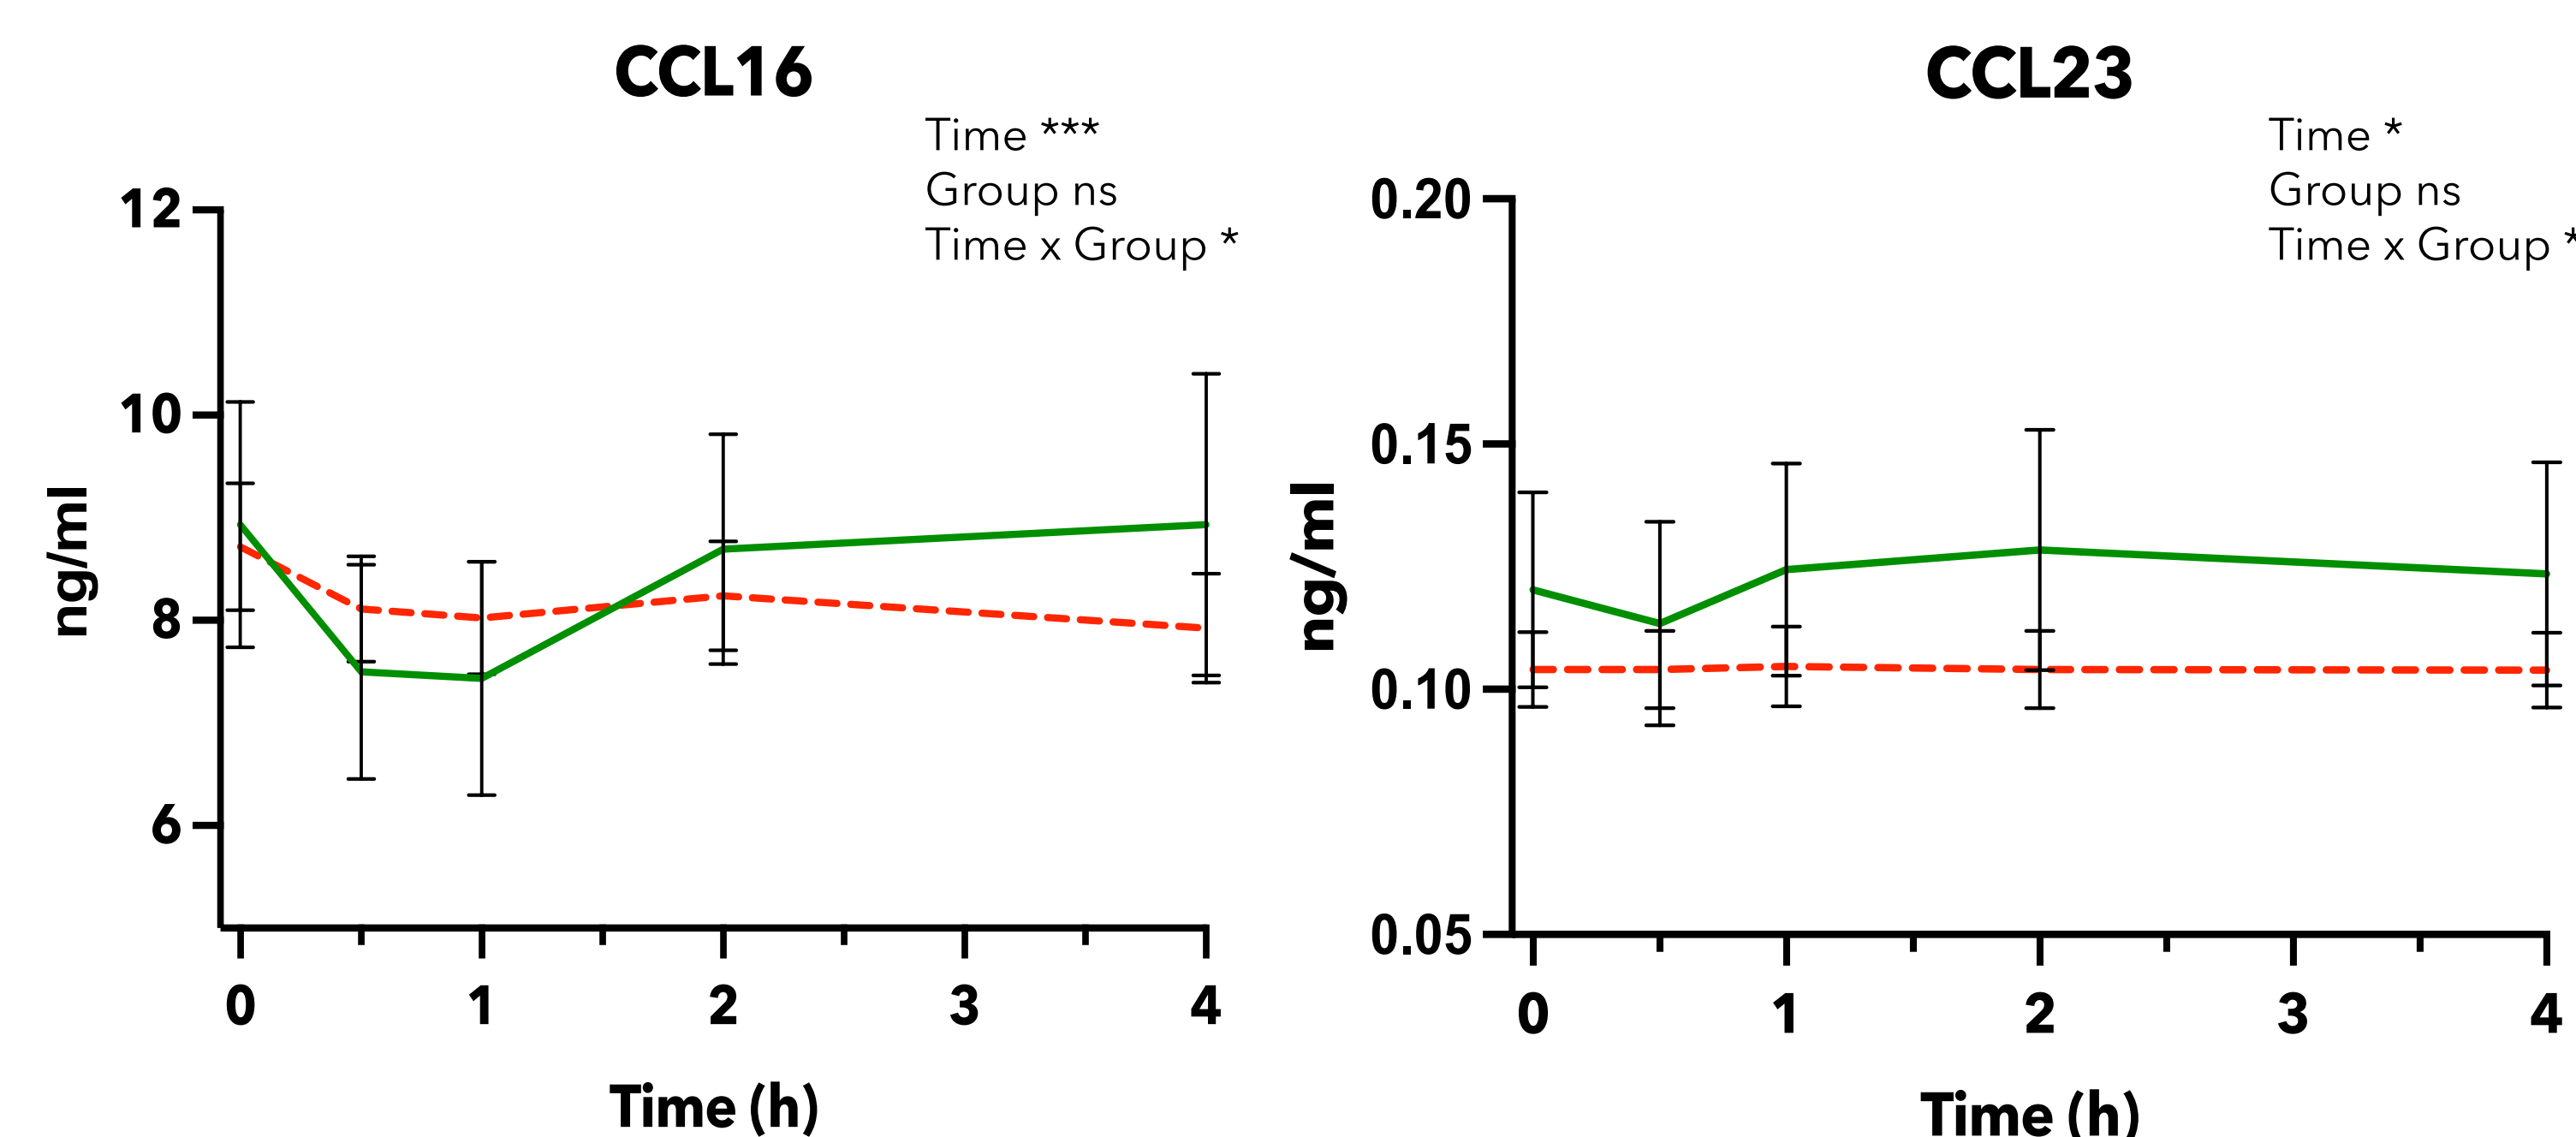 CCL16
Time ***
Group ns
Time x Group *
12
10
8
6
ng/ml
0 1 2 3 4
Time (h)
CCL23
Time *
Group ns
Time x Group *
0.20
0.15
0.10
0.05
ng/ml
0 1 2 3 4
Time (h)